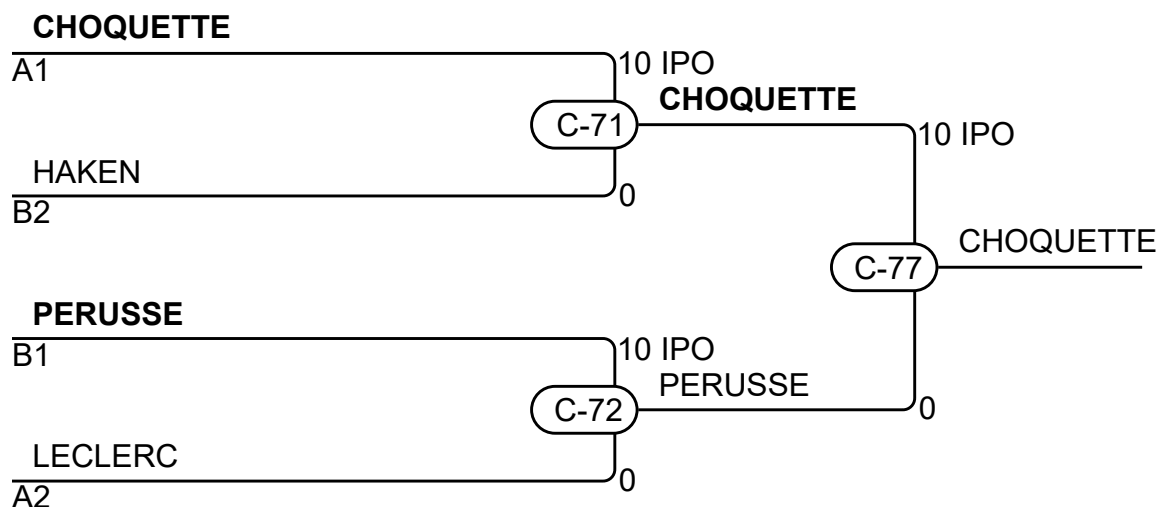 CHOQUETTE
A1
10 IPO
C-71
CHOQUETTE
HAKEN
B2
0
10 IPO
C-77
CHOQUETTE
PERUSSE
B1
10 IPO
C-72
PERUSSE
0
LECLERC
A2
0